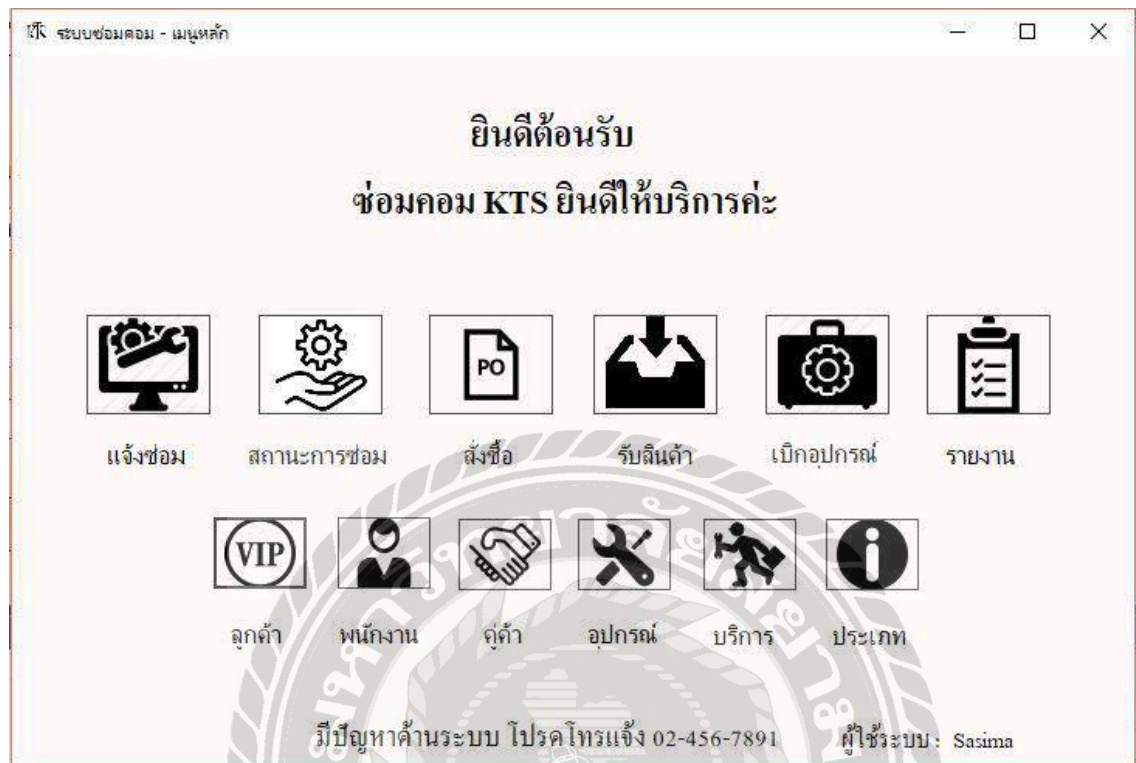 ระบบซ่อมคอม - เมนูหลัก
ยินดีต้อนรับ
ซ่อมคอม KTS ยินดีให้บริการค่ะ
PO
แจ้งซ่อม สถานะการซ่อม สั่งซื้อ รับสินค้า เบิกอุปกรณ์ รายงาน
VIP
ลูกค้า พนักงาน คู่ค้า อุปกรณ์ บริการ ประเภท
มีปัญหาด้านระบบ โปรดโทรแจ้ง 02-456-7891 ผู้ใช้ระบบ : Sasima